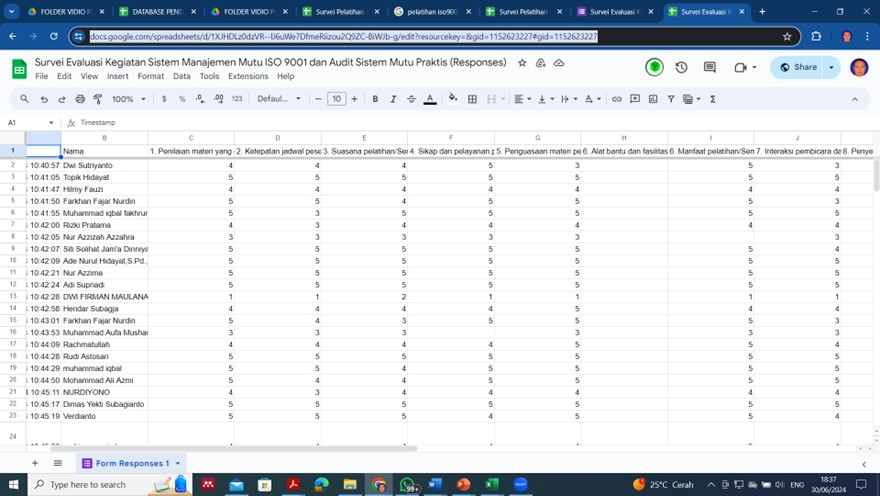 FOLDER VIDIO F
DATABASE PEND
FOLDER VIDIO P
Survei Pelatihan
pelatihan iso900
Survei Pelatihan
Survei Evaluasi K
Survei Evaluasi K
docs.google.com/spreadsheets/d/1XJHDLz0dzVR--IJ6uWe7DfmeRiizou2Q9ZC-BiWJb-g/edit?resourcekey=&gid=1152623227#gid=1152623227
Survei Evaluasi Kegiatan Sistem Manajemen Mutu ISO 9001 dan Audit Sistem Mutu Praktis (Responses)
File Edit View Insert Format Data Tools Extensions Help
Share
100% $ % .0 .00 123 Defaul... 10 B I A
A1 fx Timestamp
A B C D E F G H I J
1 Nama 1. Penilaian materi yang 2. Ketepatan jadwal pese 3. Suasana pelatihan/Sem 4. Sikap dan pelayanan p 5. Penguasaan materi pe 6. Alat bantu dan fasilitas 6. Manfaat pelatihan/Sem 7. Interaksi pembicara da 8. Penye
2 10:40:57 Dwi Sutriyanto 4 4 4 5 3 5 3
3 10:41:05 Topik Hidayat 5 5 5 5 5 5 5
4 10:41:47 Hilmy Fauzi 4 4 4 5 4 4 4
5 10:41:50 Farkhan Fajar Nurdin 5 5 4 5 5 5 3
6 10:41:55 Muhammad iqbal fakhrur 5 3 5 5 5 5 5
7 10:42:00 Rizki Pratama 4 3 4 4 4 4 4
8 10:42:05 Nur Azzizah Azzahra 3 3 3 3 3 3
9 10:42:07 Siti Solihat Jam'a Dinniya 5 5 5 5 5 5 4
10 10:42:09 Ade Nurul Hidayat,S.Pd., 5 5 5 5 5 5 5
11 10:42:21 Nur Azzima 5 5 5 5 5 5 5
12 10:42:24 Adi Supriadi 5 5 5 5 5 5 5
13 10:42:28 DWI FIRMAN MAULANA 1 1 2 1 1 1 1
14 10:42:58 Hendar Subagja 4 4 4 4 5 4 4
15 10:43:01 Farkhan Fajar Nurdin 5 4 3 5 5 5 3
16 10:43:53 Muhammad Aufa Mushad 3 3 3 3 3 3
17 10:44:09 Rachmatullah 4 4 4 4 5 5 4
18 10:44:28 Rudi Astosari 5 5 5 5 5 5 5
19 10:44:29 muhammad iqbal 5 5 4 5 5 5 5
20 10:44:50 Mohammad Ali Azmi 5 4 5 5 5 5 5
21 10:45:11 NURDIYONO 4 3 4 4 4 4 4
22 10:45:17 Dimas Yekti Subagianto 5 5 5 5 5 5 5
23 10:45:19 Verdianto 5 5 5 4 5 5 4
24
Form Responses 1
Type here to search
99+
25°C Cerah
ENG
18:37
30/06/2024